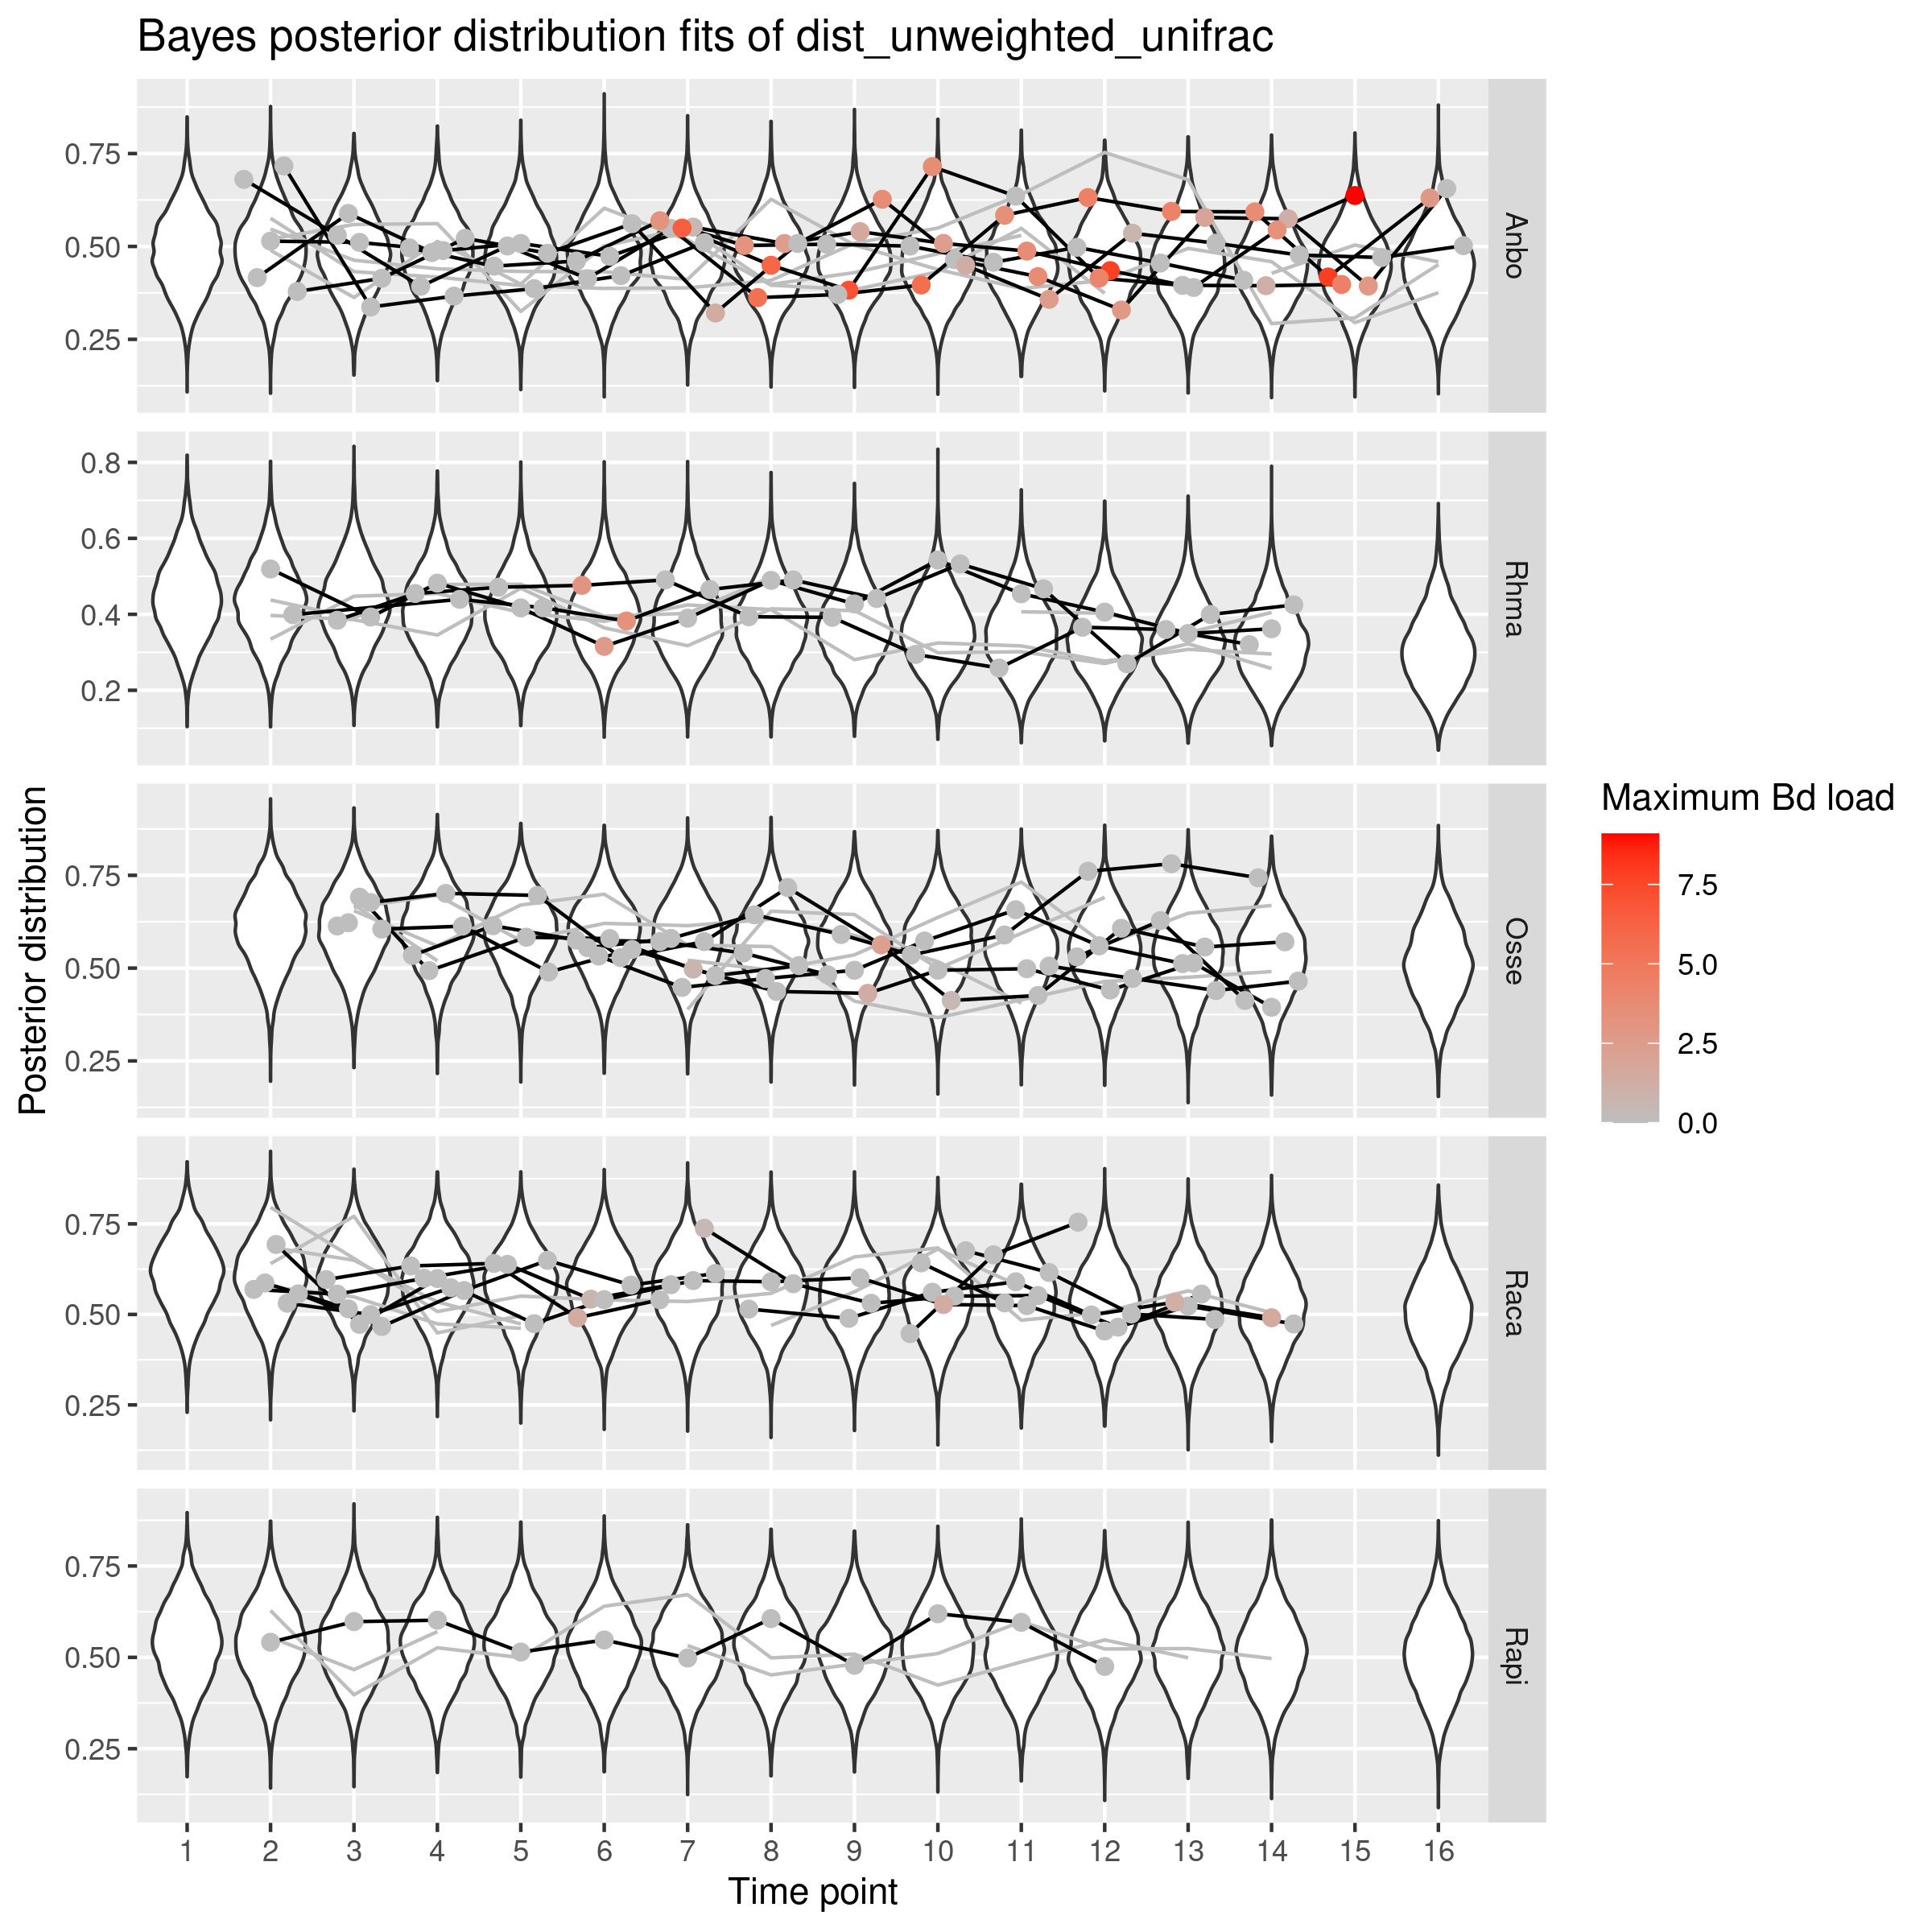 Bayes posterior distribution fits of dist_unweighted_unifrac
Posterior distribution
0.75
0.50
0.25
Anbo
0.8
0.6
0.4
0.2
Rhma
0.75
0.50
0.25
Osse
0.75
0.50
0.25
Raca
0.75
0.50
0.25
Rapi
1 2 3 4 5 6 7 8 9 10 11 12 13 14 15 16
Time point
Maximum Bd load
7.5
5.0
2.5
0.0